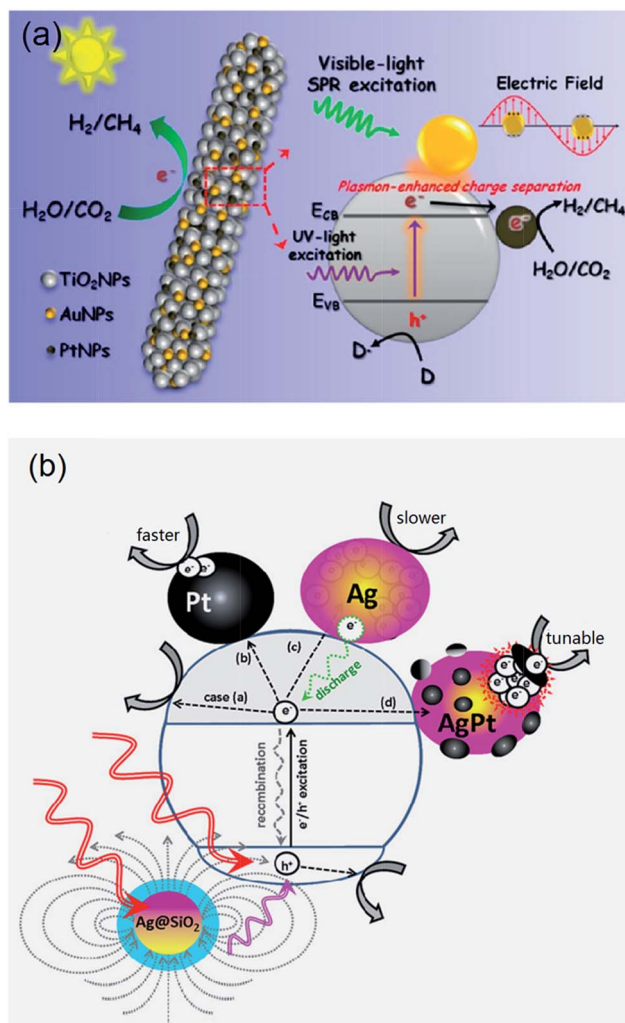 (a)
Visible-light
SPR excitation
Electric Field
H2/CH4
e-
H2O/CO2
Plasmon-enhanced charge separation
ECB
e-
e-
H2/CH4
UV-light
excitation
H2O/CO2
TiO2NPs
AuNPs
PtNPs
EVB
h+
D-
D
(b)
faster
slower
e-
e-
Pt
Ag
e-
tunable
e-
(b)
(c)
discharge
case (a)
e-
(d)
AgPt
recombination
e-/h- excitation
h+
Ag@SiO2